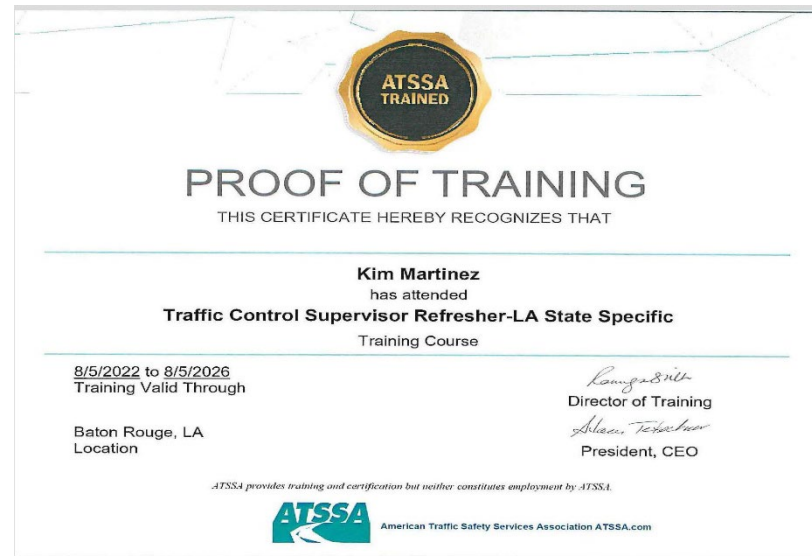 ATSSA
TRAINED
PROOF OF TRAINING
THIS CERTIFICATE HEREBY RECOGNIZES THAT
Kim Martinez
has attended
Traffic Control Supervisor Refresher-LA State Specific
Training Course
8/5/2022 to 8/5/2026
Training Valid Through
Director of Training
Baton Rouge, LA
Location
President, CEO
ATSSA provides training and certification but neither constitutes employment by ATSSA.
ATSSA
American Traffic Safety Services Association ATSSA.com